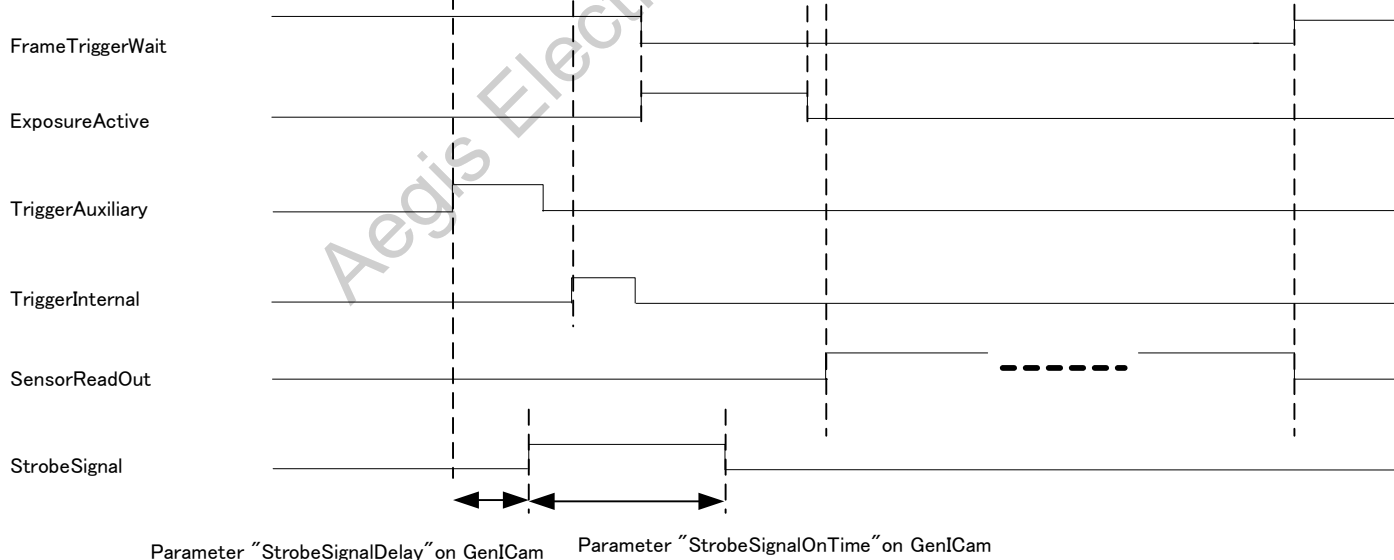 FrameTriggerWait
ExposureActive
TriggerAuxiliary
TriggerInternal
SensorReadOut
StrobeSignal
Parameter "StrobeSignalDelay"on GenICam
Parameter "StrobeSignalOnTime"on GenICam
Aegis Elect